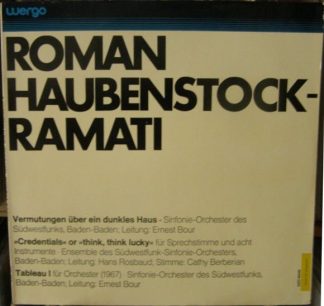 wergo
ROMAN
HAUBENSTOCK-
RAMATI
Vermutungen über ein dunkles Haus · Sinfonie-Orchester des
Südwestfunks, Baden-Baden; Leitung: Ernest Bour
»Credentials« or »think, think lucky« für Sprechstimme und acht
Instrumente · Ensemble des Südwestfunk-Sinfonie-Orchesters,
Baden-Baden; Leitung: Hans Rosbaud, Stimme: Cathy Berberian
Tableau I für Orchester (1967) · Sinfonie-Orchester des Südwestfunks,
Baden-Baden; Leitung: Ernest Bour